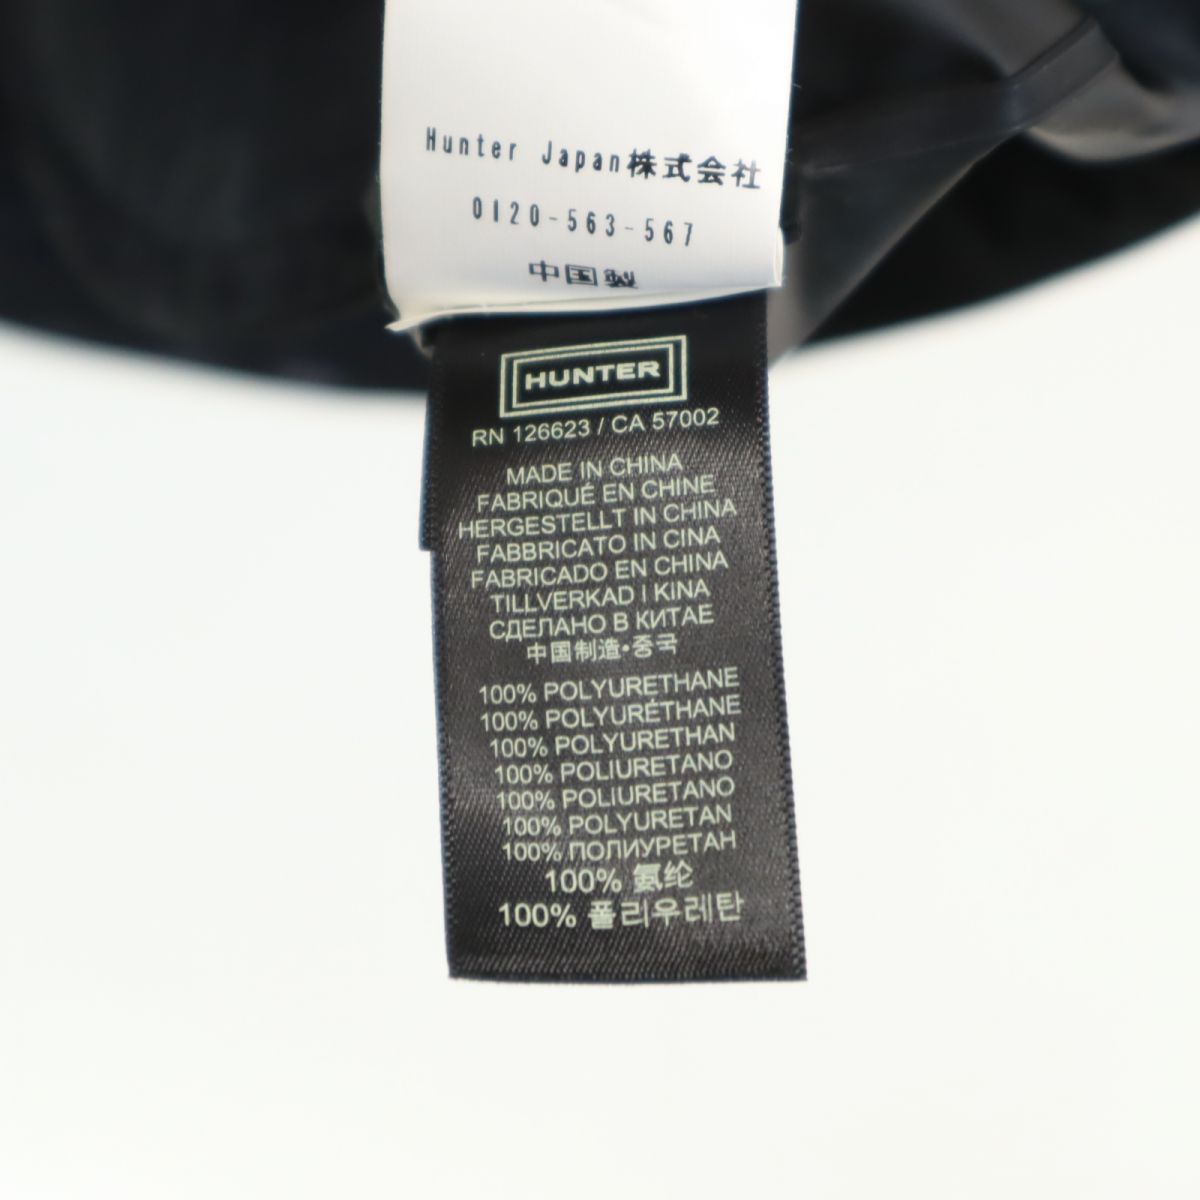 Hunter Japan株式会社
0120-563-567
中国製
HUNTER
RN 126623 / CA 57002
MADE IN CHINA
FABRIQUÉ EN CHINE
HERGESTELLT IN CHINA
FABBRICATO IN CINA
FABRICADO EN CHINA
TILLVERKAD I KINA
СДЕЛАНО В КИТАЕ
中国制造•중국
100% POLYURETHANE
100% POLYURÉTHANE
100% POLYURETHAN
100% POLIURETANO
100% POLIURETANO
100% POLYURETAN
100% ПОЛИУРЕТАН
100% 氨纶
100% 폴리우레탄